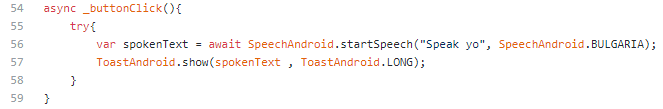 54 async _buttonClick(){
55 try{
56 var spokenText = await SpeechAndroid.startSpeech("Speak yo", SpeechAndroid.BULGARIA);
57 ToastAndroid.show(spokenText , ToastAndroid.LONG);
58 }
59 }